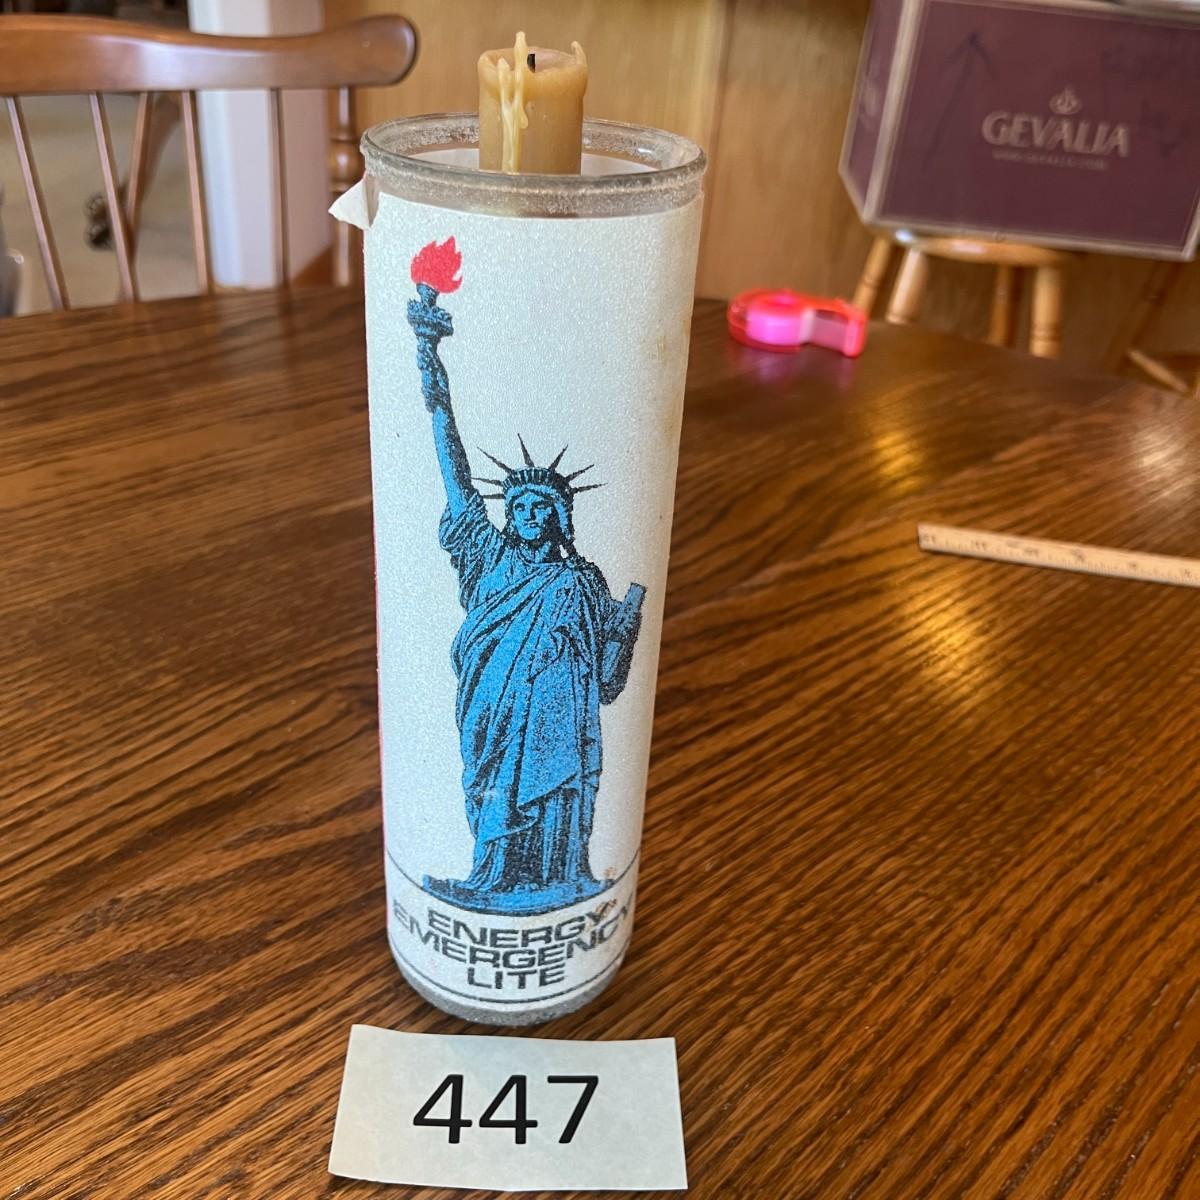 GEVALIA
ENERGY
EMERGENCY
LITE
447